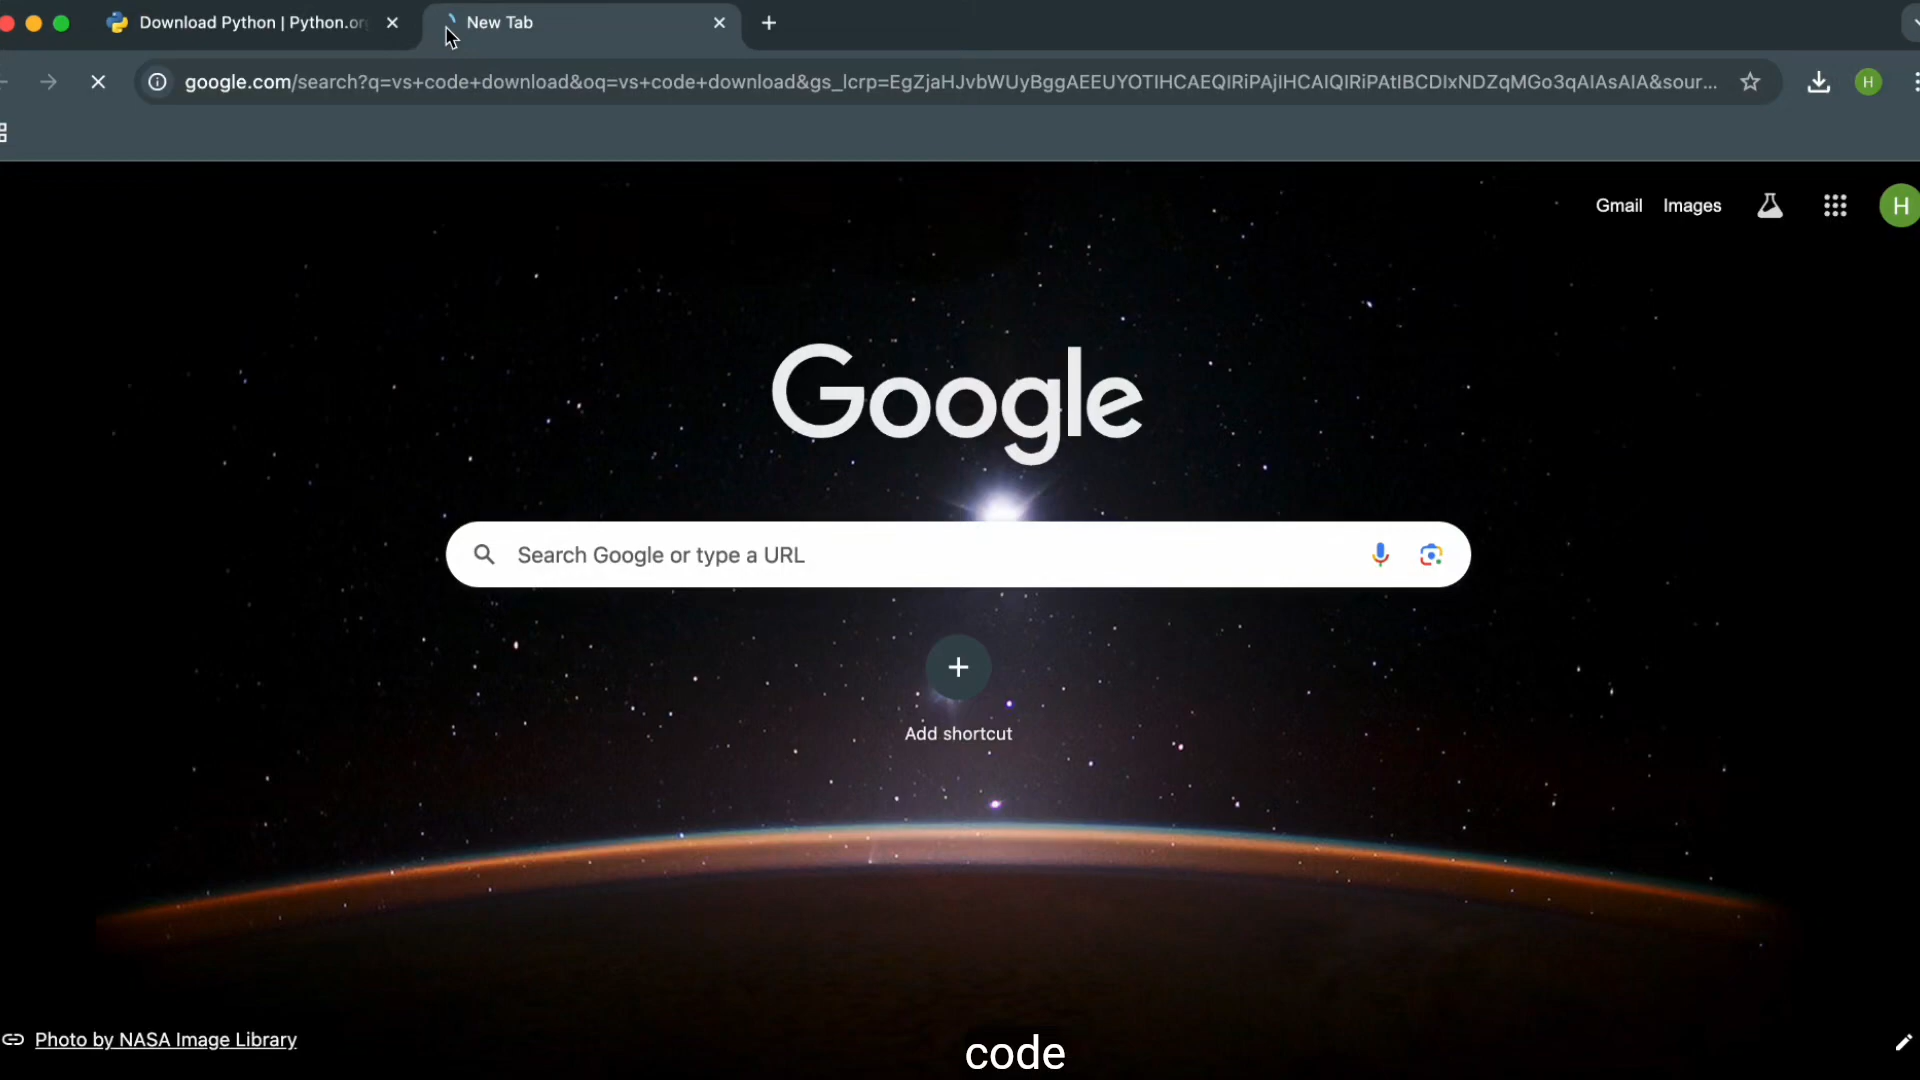 Download Python | Python.or
New Tab
google.com/search?q=vs+code+download&oq=vs+code+download&gs_lcrp=EgZjaHJvbWUyBggAEEUYOTIHCAEQIRiPAjIHCAIQIRiPAtIBCDIxNDZqMGo3qAIAsAIA&sour...
H
Gmail Images
H
Google
Search Google or type a URL
Add shortcut
Photo by NASA Image Library
code